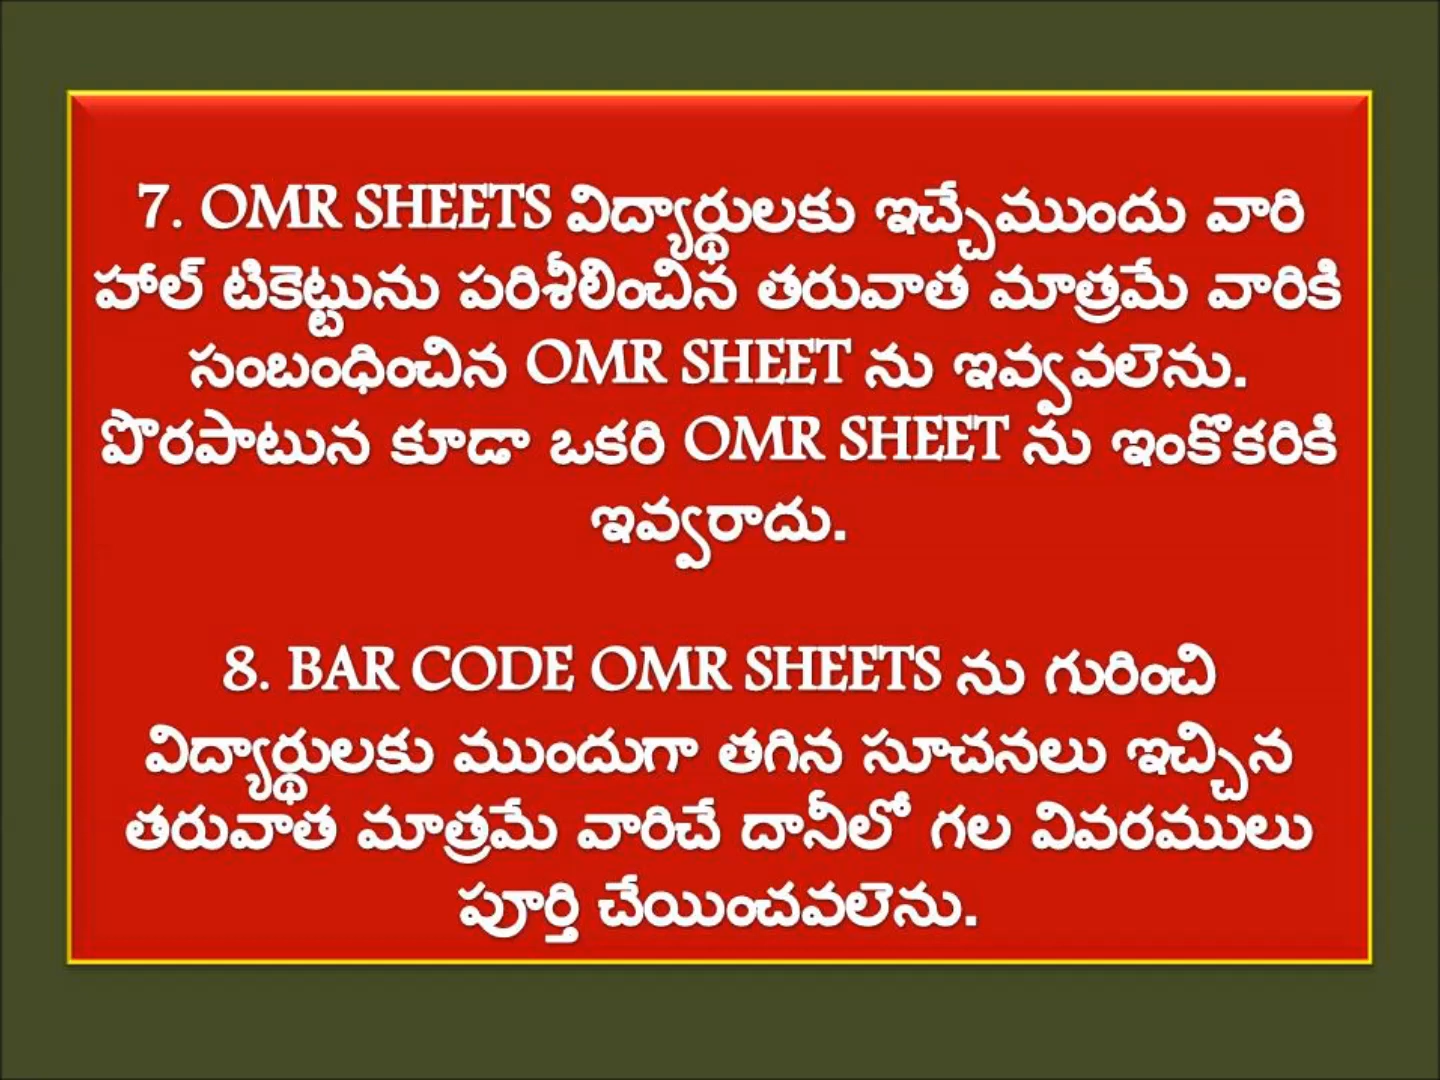 7. OMR SHEETS విద్యార్థులకు ఇచ్చేముందు వారి
హాల్ టికెట్టును పరిశీలించిన తరువాత మాత్రమే వారికి
సంబంధించిన OMR SHEET ను ఇవ్వవలెను.
పొరపాటున కూడా ఒకరి OMR SHEET ను ఇంకొకరికి
ఇవ్వరాదు.
8. BAR CODE OMR SHEETS ను గురించి
విద్యార్థులకు ముందుగా తగిన సూచనలు ఇచ్చిన
తరువాత మాత్రమే వారిచే దానీలో గల వివరములు
పూర్తి చేయించవలెను.